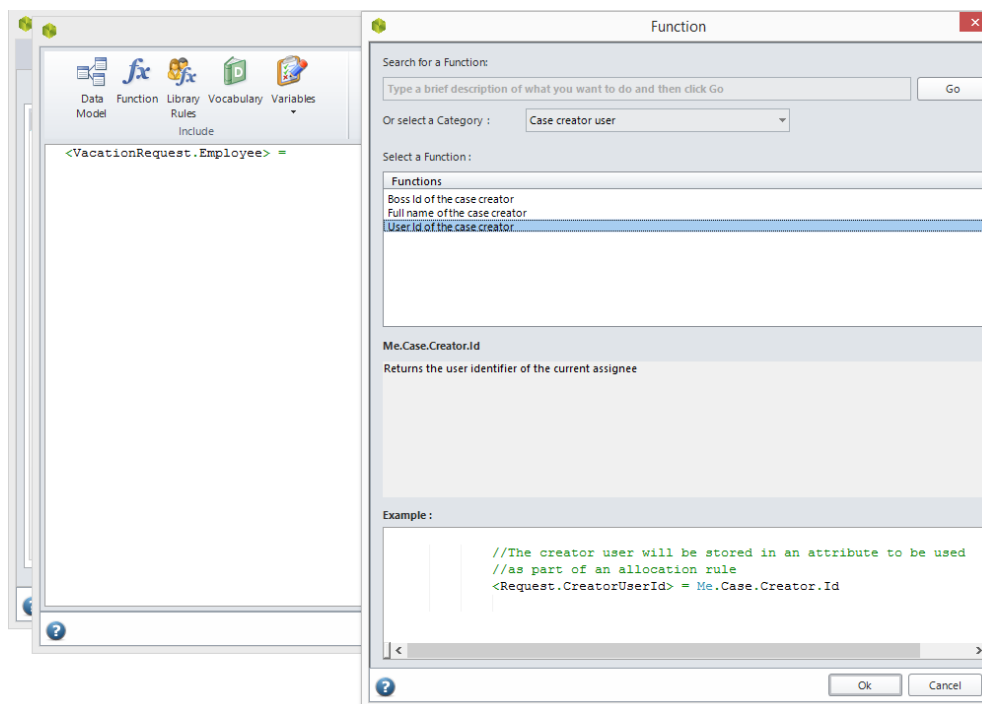 Function
Search for a Function:
Type a brief description of what you want to do and then click Go
Go
Or select a Category :
Case creator user
Select a Function :
Functions
Boss Id of the case creator
Full name of the case creator
User Id of the case creator
Me.Case.Creator.Id
Returns the user identifier of the current assignee
Example :
//The creator user will be stored in an attribute to be used
//as part of an allocation rule
<Request.CreatorUserId> = Me.Case.Creator.Id
Ok
Cancel
Data Model
Function
Library Rules
Vocabulary
Variables
Include
<VacationRequest.Employee> =